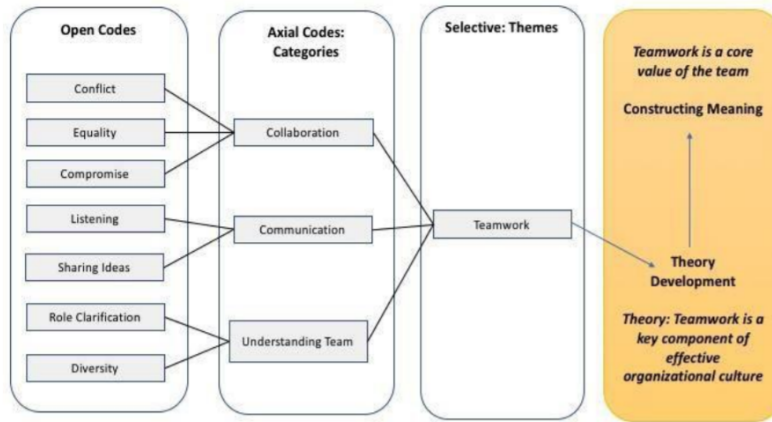 Open Codes
Conflict
Equality
Compromise
Listening
Sharing Ideas
Role Clarification
Diversity
Axial Codes:
Categories
Collaboration
Communication
Understanding Team
Selective: Themes
Teamwork
Teamwork is a core
value of the team
Constructing Meaning
Theory
Development
Theory: Teamwork is a
key component of
effective
organizational culture